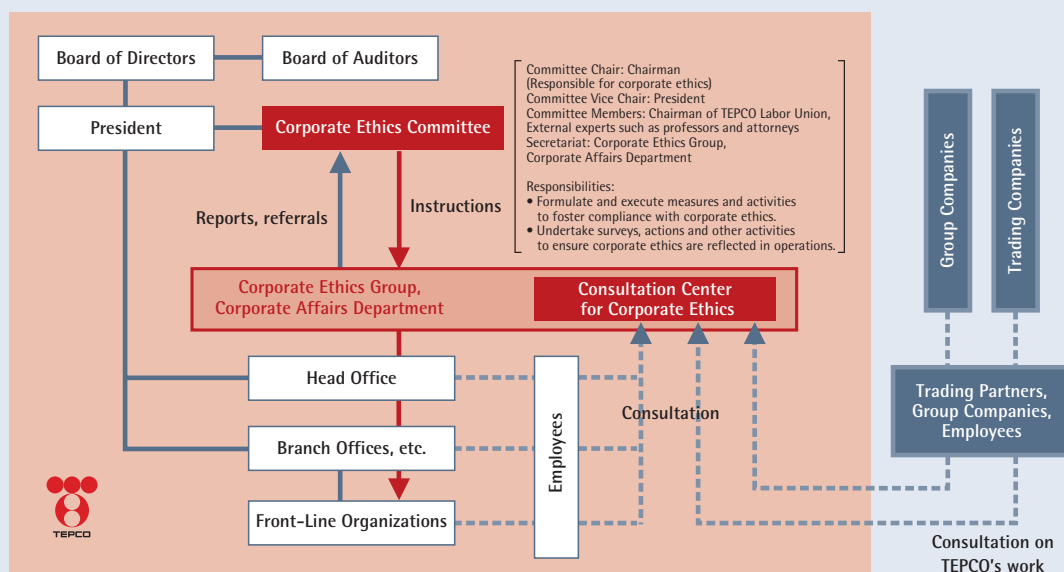 Board of Directors
Board of Auditors
President
Corporate Ethics Committee
Committee Chair: Chairman
(Responsible for corporate ethics)
Committee Vice Chair: President
Committee Members: Chairman of TEPCO Labor Union,
External experts such as professors and attorneys
Secretariat: Corporate Ethics Group,
Corporate Affairs Department
Responsibilities:
• Formulate and execute measures and activities
to foster compliance with corporate ethics.
• Undertake surveys, actions and other activities
to ensure corporate ethics are reflected in operations.
Group Companies
Trading Companies
Reports, referrals
Instructions
Corporate Ethics Group,
Corporate Affairs Department
Consultation Center
for Corporate Ethics
Head Office
Branch Offices, etc.
Front-Line Organizations
Employees
Consultation
Trading Partners,
Group Companies,
Employees
Consultation on
TEPCO's work
TEPCO